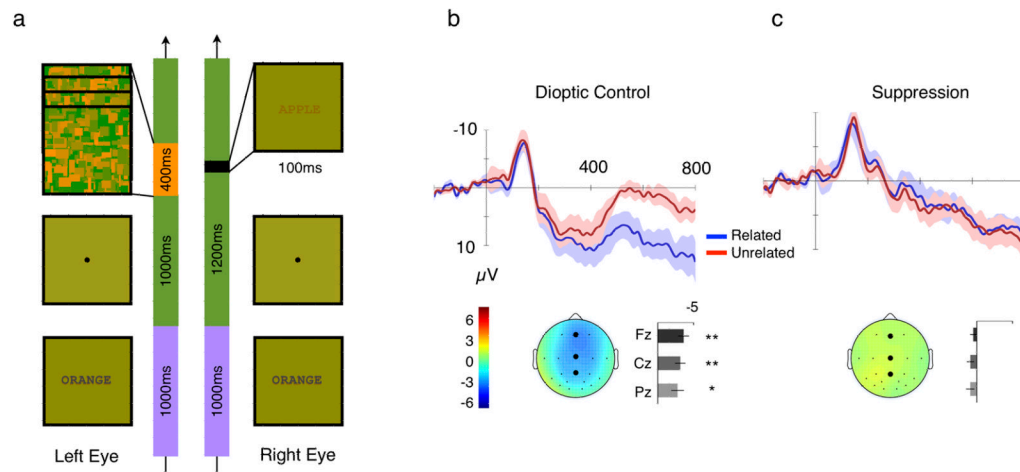 a
APPLE
400ms
100ms
1000ms
1200ms
ORANGE
1000ms
1000ms
ORANGE
Left Eye
Right Eye
b
Dioptic Control
-10
400
800
10
µV
Related
Unrelated
6
3
0
-3
-6
-5
Fz
**
Cz
**
Pz
*
c
Suppression